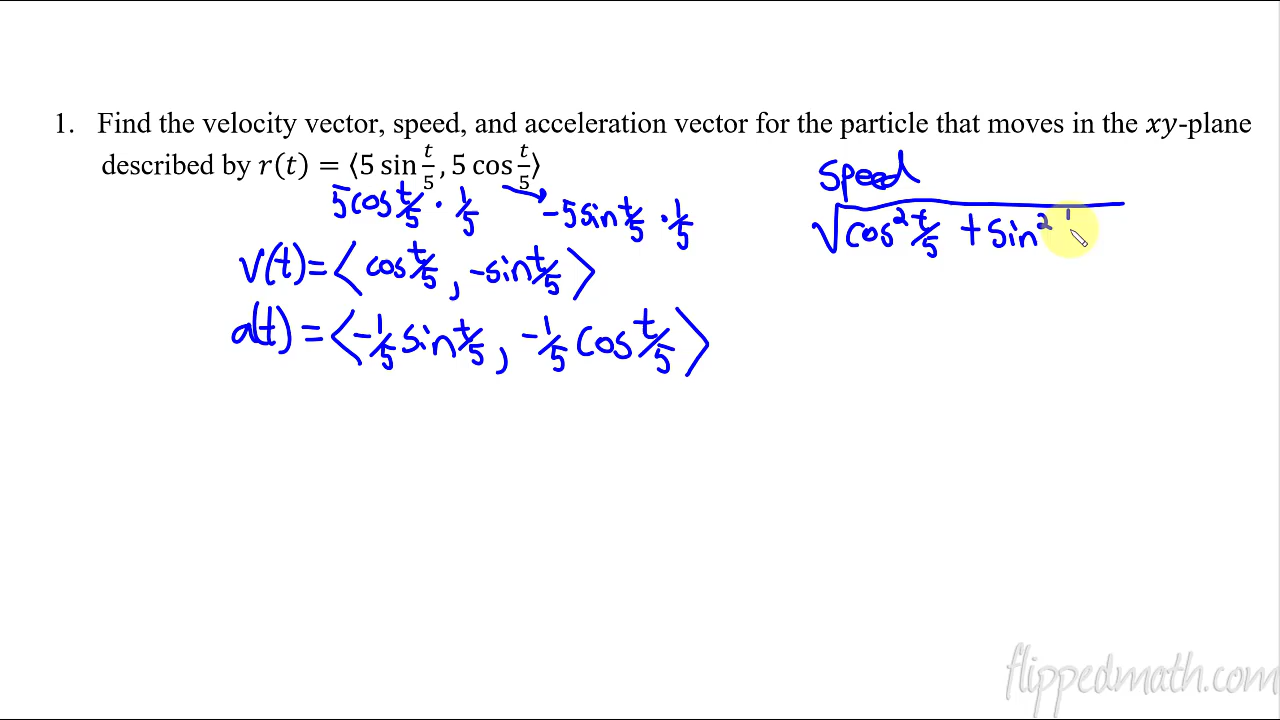 1. Find the velocity vector, speed, and acceleration vector for the particle that moves in the xy-plane
described by r(t) = ⟨5 sin t/5, 5 cos t/5⟩
speed
5cos t/5 · 1/5 -5sin t/5 · 1/5
√cos² t/5 + sin²
v(t) = ⟨cos t/5, -sin t/5⟩
a(t) = ⟨-1/5 sin t/5, -1/5 cos t/5⟩
flippedmath.com